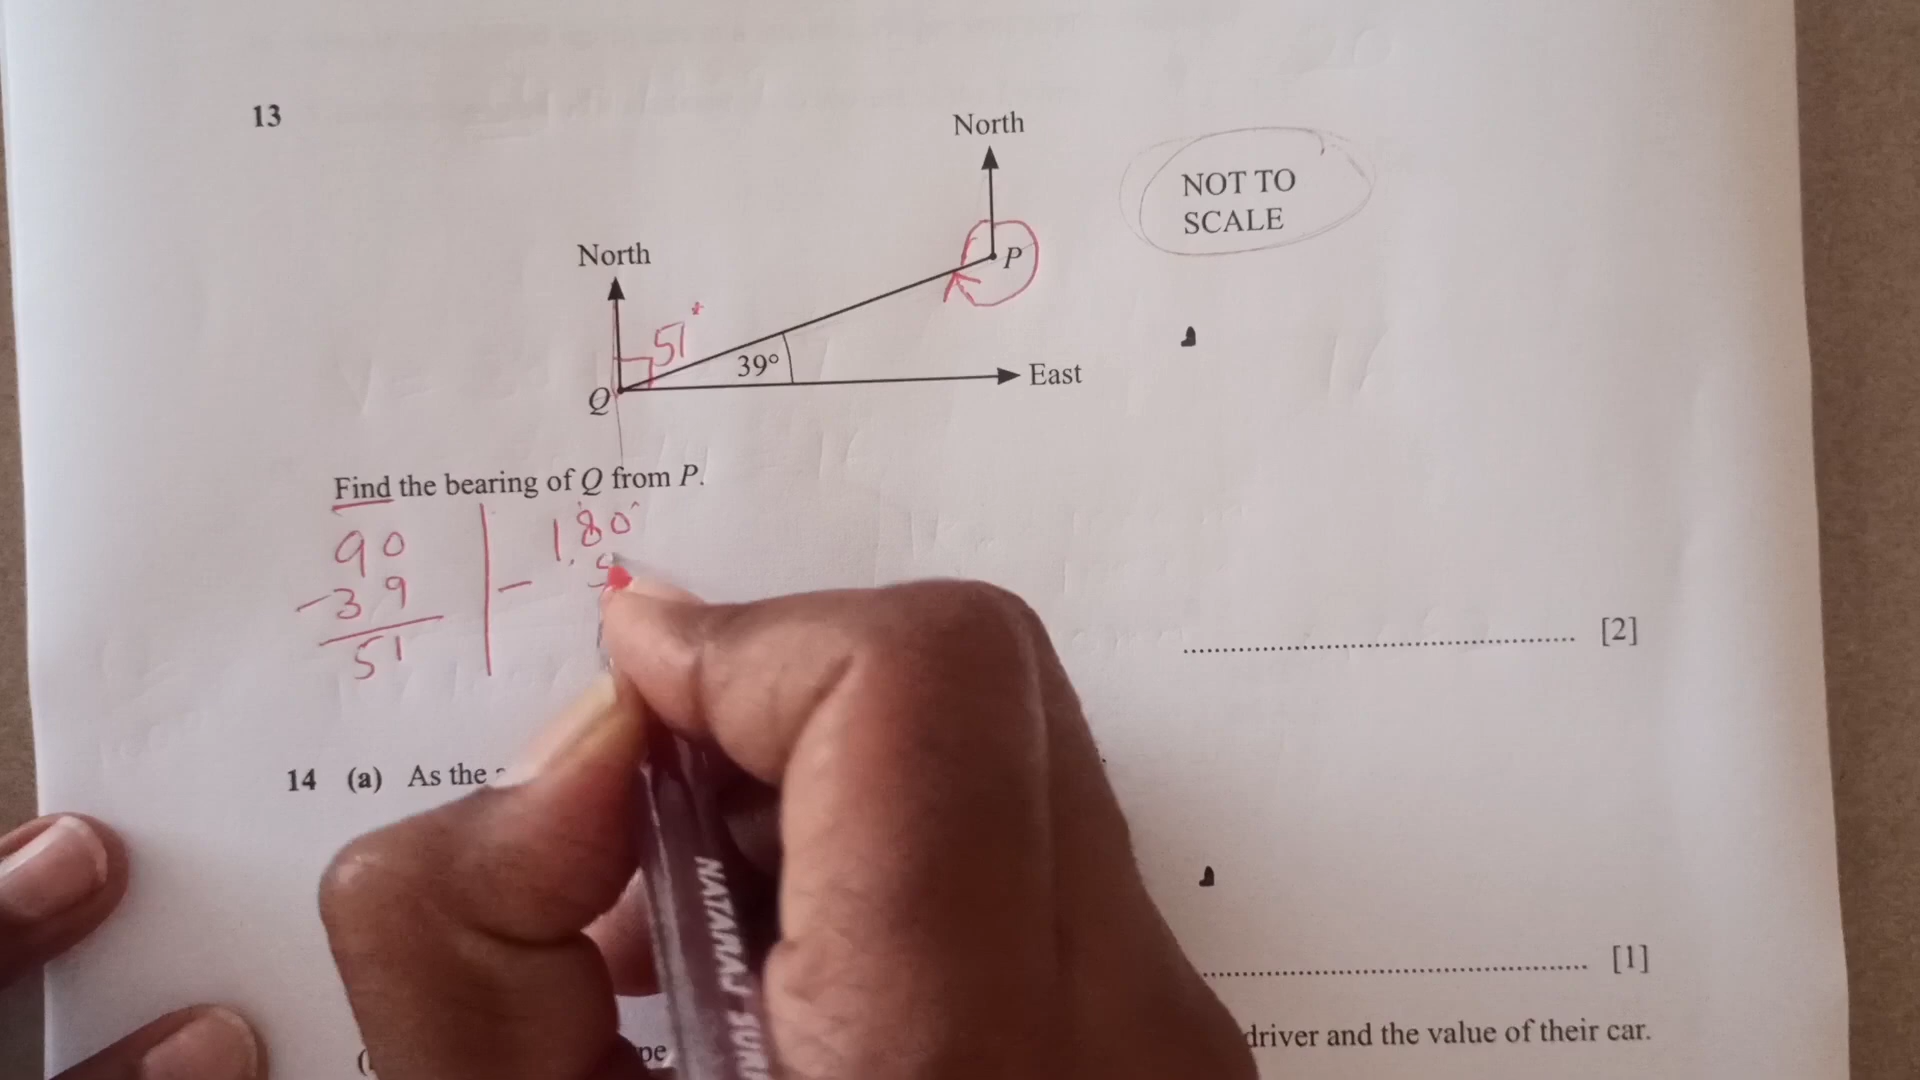 13
North
NOT TO
SCALE
North
P
51°
39°
East
Q
Find the bearing of Q from P.
90
180°
-39
-
51
[2]
14 (a) As the
[1]
driver and the value of their car.
NATARAJ